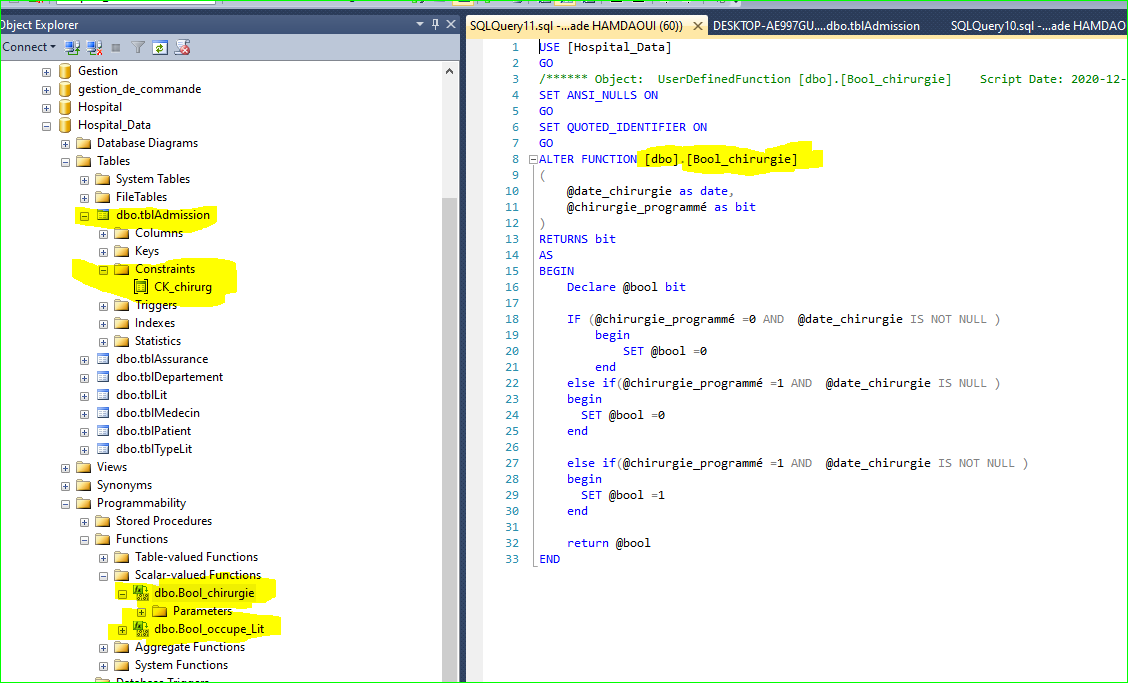 Object Explorer
Connect
Gestion
gestion_de_commande
Hospital
Hospital_Data
Database Diagrams
Tables
System Tables
FileTables
dbo.tblAdmission
Columns
Keys
Constraints
CK_chirurg
Triggers
Indexes
Statistics
dbo.tblAssurance
dbo.tblDepartement
dbo.tblLit
dbo.tblMedecin
dbo.tblPatient
dbo.tblTypeLit
Views
Synonyms
Programmability
Stored Procedures
Functions
Table-valued Functions
Scalar-valued Functions
dbo.Bool_chirurgie
Parameters
dbo.Bool_occupe_Lit
Aggregate Functions
System Functions
Database Triggers
SQLQuery11.sql -...ade HAMDAOUI (60)) DESKTOP-AE997GU....dbo.tblAdmission SQLQuery10.sql -...ade HAMDAO
1 USE [Hospital_Data]
2 GO
3 /****** Object:  UserDefinedFunction [dbo].[Bool_chirurgie]    Script Date: 2020-12-
4 SET ANSI_NULLS ON
5 GO
6 SET QUOTED_IDENTIFIER ON
7 GO
8 ALTER FUNCTION [dbo].[Bool_chirurgie]
9 (
10 @date_chirurgie as date,
11 @chirurgie_programmé as bit
12 )
13 RETURNS bit
14 AS
15 BEGIN
16 Declare @bool bit
17
18 IF (@chirurgie_programmé =0 AND  @date_chirurgie IS NOT NULL )
19 begin
20 SET @bool =0
21 end
22 else if(@chirurgie_programmé =1 AND  @date_chirurgie IS NULL )
23 begin
24 SET @bool =0
25 end
26
27 else if(@chirurgie_programmé =1 AND  @date_chirurgie IS NOT NULL )
28 begin
29 SET @bool =1
30 end
31
32 return @bool
33 END